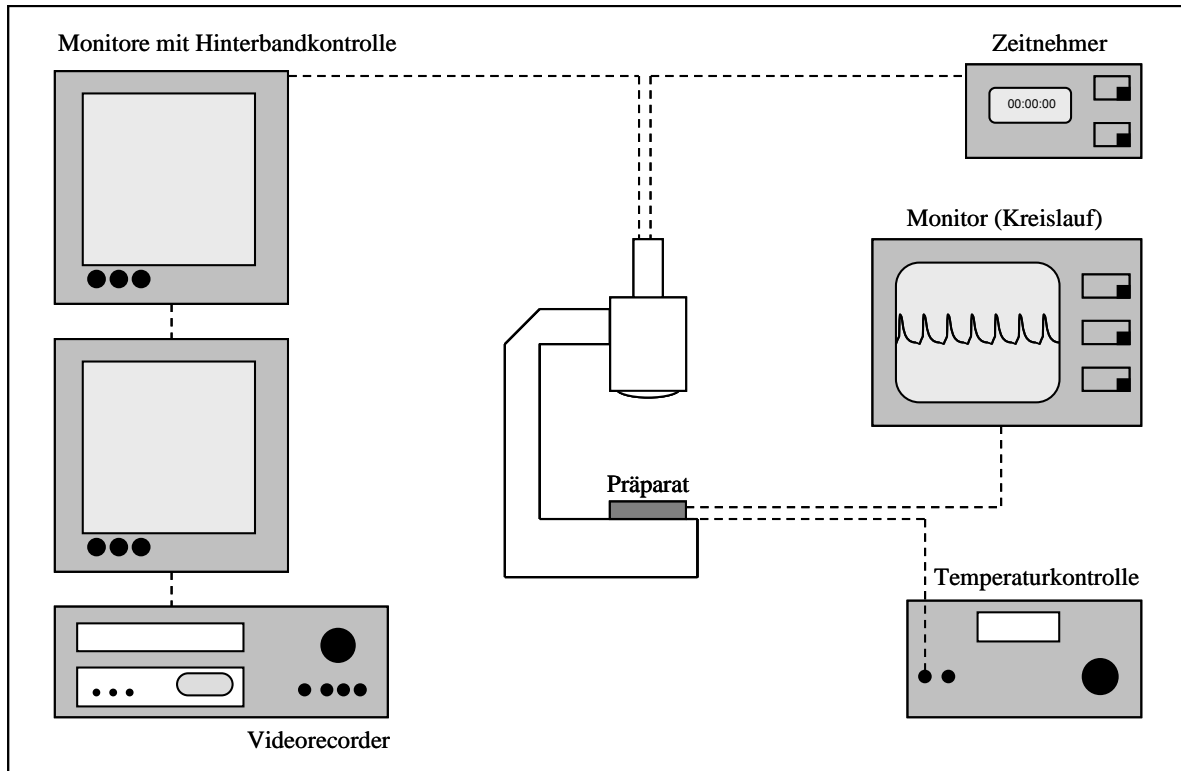 Monitore mit Hinterbandkontrolle
Zeitnehmer
00:00:00
Monitor (Kreislauf)
Präparat
Temperaturkontrolle
Videorecorder